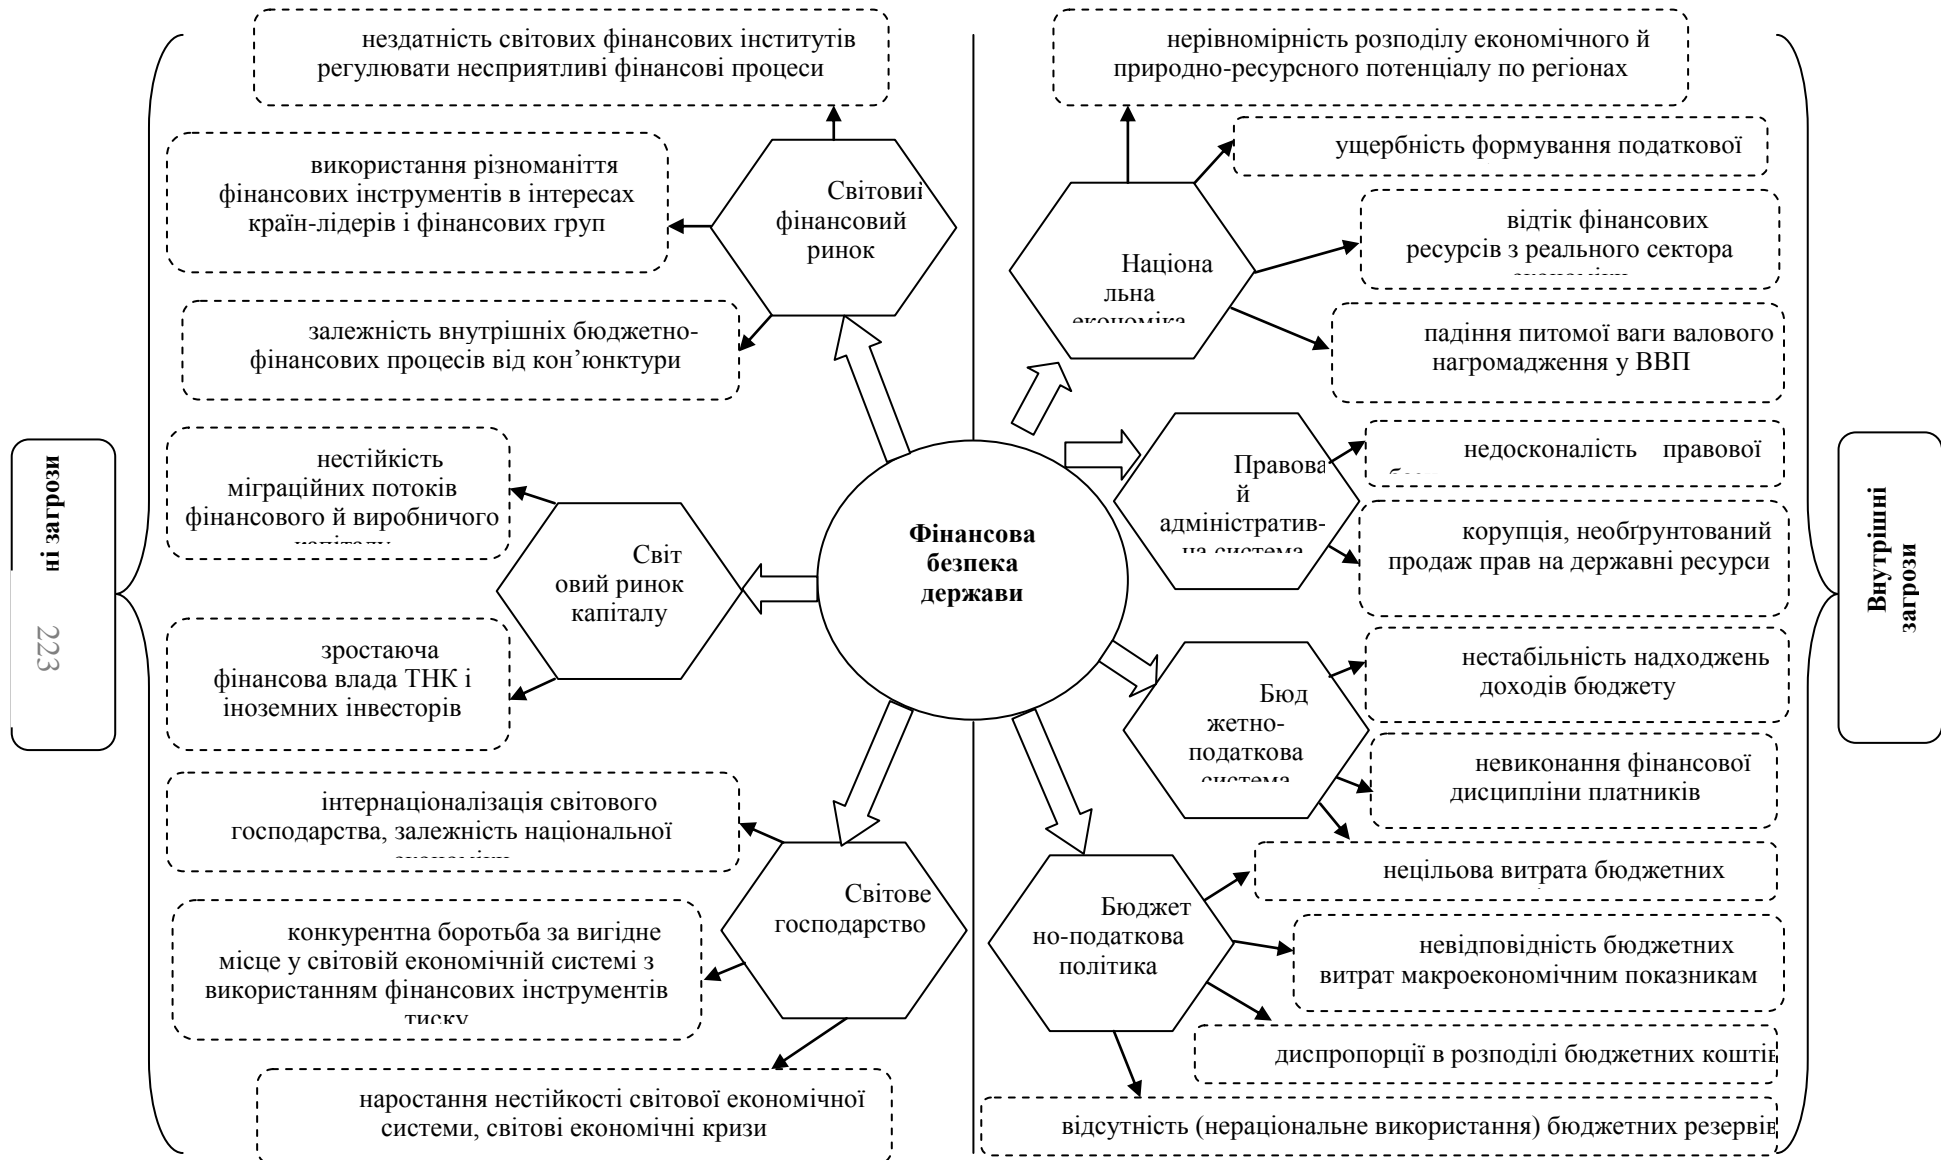 нездатність світових фінансових інститутів
регулювати несприятливі фінансові процеси
використання різноманіття
фінансових інструментів в інтересах
країн-лідерів і фінансових груп
Світовий
фінансовий
ринок
залежність внутрішніх бюджетно-
фінансових процесів від кон’юнктури
ні загрози
223
нестійкість
міграційних потоків
фінансового й виробничого
капіталу
Світ
овий ринок
капіталу
зростаюча
фінансова влада ТНК і
іноземних інвесторів
інтернаціоналізація світового
господарства, залежність національної
Світове
господарство
конкурентна боротьба за вигідне
місце у світовій економічній системі з
використанням фінансових інструментів
тиску
наростання нестійкості світової економічної
системи, світові економічні кризи
Фінансова
безпека
держави
нерівномірність розподілу економічного й
природно-ресурсного потенціалу по регіонах
ущербність формування податкової
Націона
льна
економіка
відтік фінансових
ресурсів з реального сектора
падіння питомої ваги валового
нагромадження у ВВП
Правова
й
адміністратив-
на система
недосконалість правової
корупція, необґрунтований
продаж прав на державні ресурси
Бюд
жетно-
податкова
система
нестабільність надходжень
доходів бюджету
невиконання фінансової
дисципліни платників
нецільова витрата бюджетних
Бюджет
но-податкова
політика
невідповідність бюджетних
витрат макроекономічним показникам
диспропорції в розподілі бюджетних коштів
відсутність (нераціональне використання) бюджетних резервів
Внутрішні
загрози